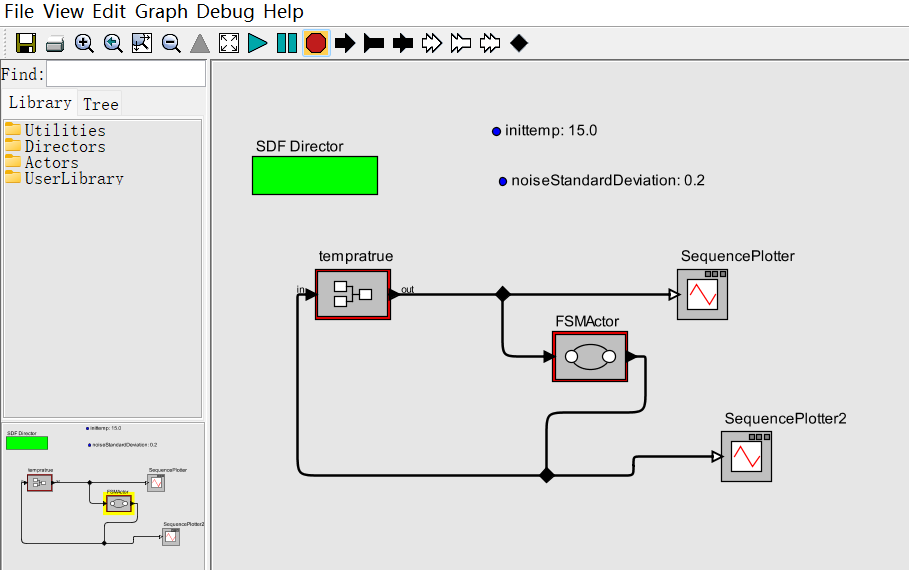 File View Edit Graph Debug Help
Find:
Library Tree
Utilities
Directors
Actors
UserLibrary
SDF Director
inittemp: 15.0
noiseStandardDeviation: 0.2
tempratrue
in
out
SequencePlotter
FSMActor
SequencePlotter2
SDF Director
inittemp: 15.0
noiseStandardDeviation: 0.2
tempratrue
SequencePlotter
FSMActor
SequencePlotter2